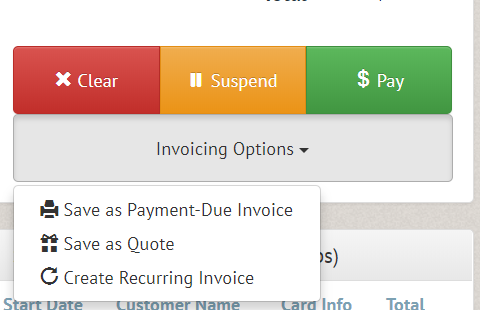 Clear
Suspend
Pay
Invoicing Options
Save as Payment-Due Invoice
Save as Quote
Create Recurring Invoice
Start Date Customer Name Card Info Total